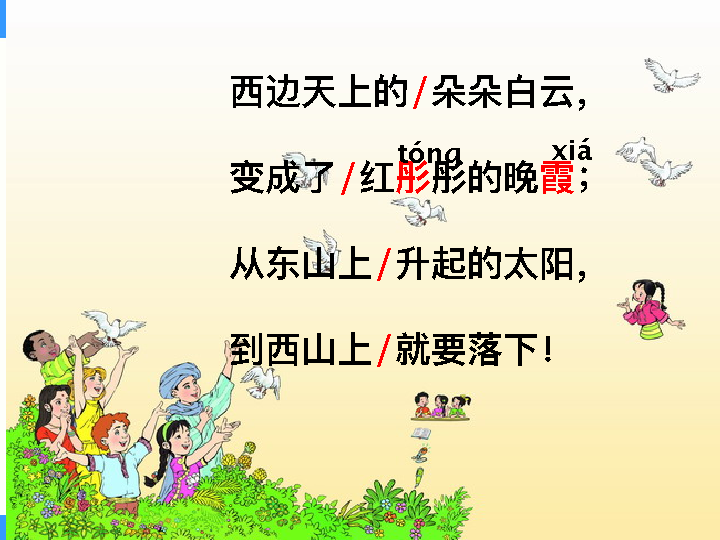 西边天上的/朵朵白云，
tóng xiá
变成了/红彤彤的晚霞；
从东山上/升起的太阳，
到西山上/就要落下！